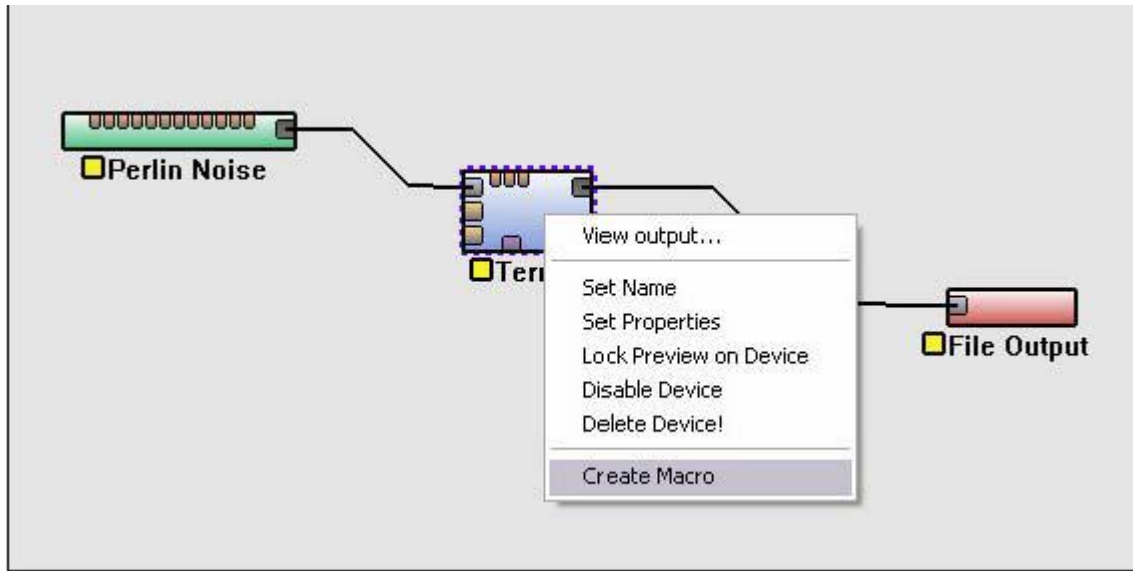 Perlin Noise
View output...
Set Name
Set Properties
Lock Preview on Device
Disable Device
Delete Device!
Create Macro
File Output